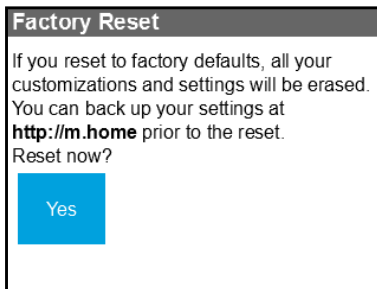 Factory Reset
If you reset to factory defaults, all your
customizations and settings will be erased.
You can back up your settings at
http://m.home prior to the reset.
Reset now?
Yes